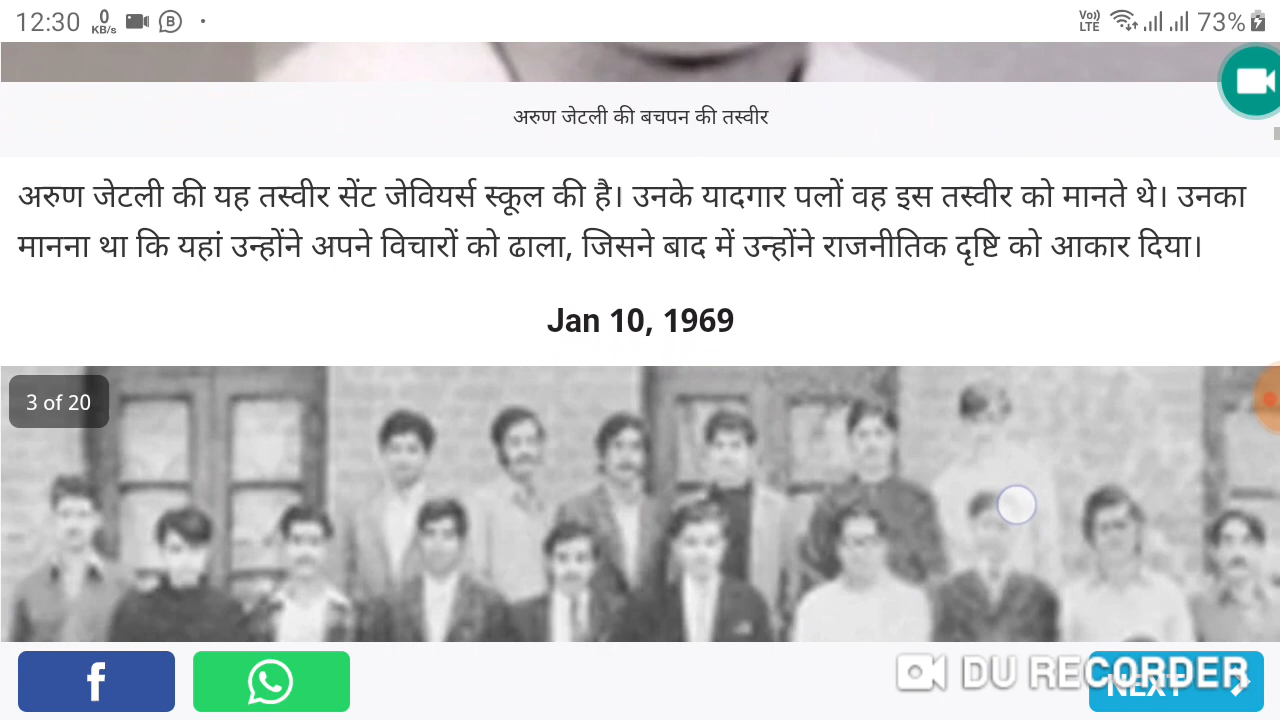 12:30 0 KB/s B Vo)) LTE 73%
अरुण जेटली की बचपन की तस्वीर
अरुण जेटली की यह तस्वीर सेंट जेवियर्स स्कूल की है। उनके यादगार पलों वह इस तस्वीर को मानते थे। उनका
मानना था कि यहां उन्होंने अपने विचारों को ढाला, जिसने बाद में उन्होंने राजनीतिक दृष्टि को आकार दिया।
Jan 10, 1969
3 of 20
f DU RECORDER
NEXT